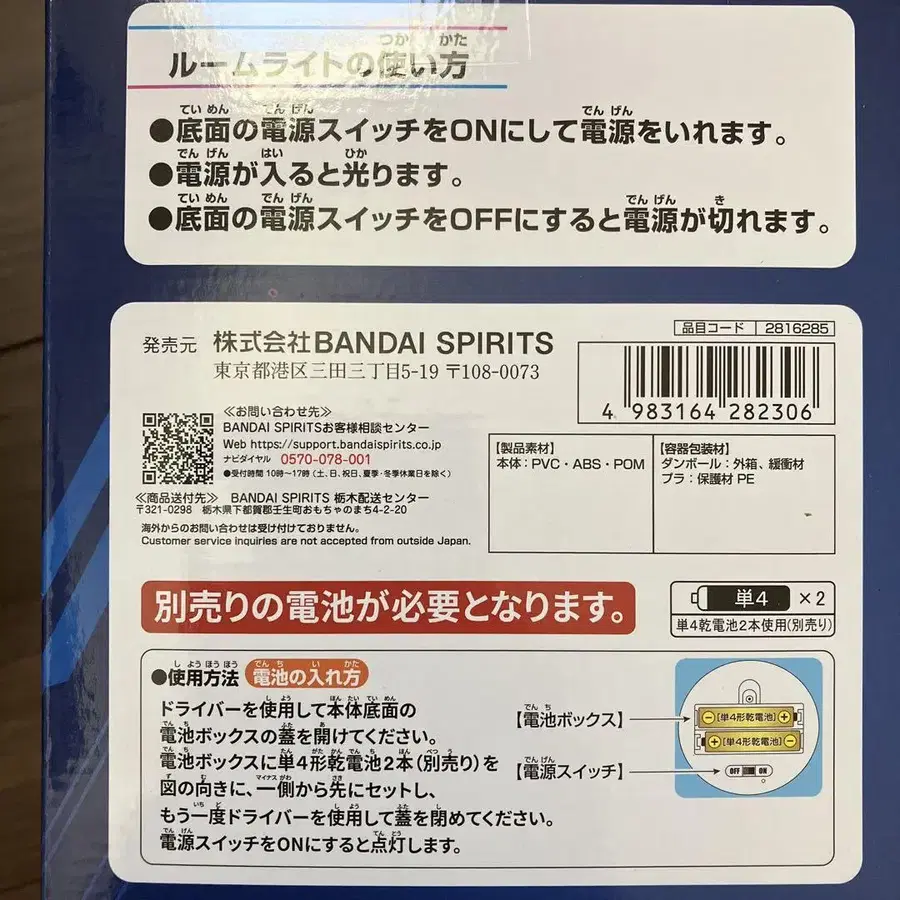 ルームライトの使い方
●底面の電源スイッチをONにして電源をいれます。
●電源が入ると光ります。
●底面の電源スイッチをOFFにすると電源が切れます。
発売元 株式会社BANDAI SPIRITS
東京都港区三田三丁目5-19 〒108-0073
品目コード 2816285
4 983164 282306
≪お問い合わせ先≫
BANDAI SPIRITSお客様相談センター
Web https://support.bandaispirits.co.jp
ナビダイヤル 0570-078-001
●受付時間 10時〜17時(土、日、祝日、夏季・冬季休業日を除く)
≪商品送付先≫ BANDAI SPIRITS 栃木配送センター
〒321-0298 栃木県下都賀郡壬生町おもちゃのまち4-2-20
海外からのお問い合わせは受け付けておりません。
Customer service inquiries are not accepted from outside Japan.
【製品素材】
本体：PVC・ABS・POM
【容器包装材】
ダンボール：外箱、緩衝材
プラ：保護材 PE
別売りの電池が必要となります。
単4 ×2
単4乾電池2本使用(別売り)
●使用方法 電池の入れ方
ドライバーを使用して本体底面の
電池ボックスの蓋を開けてください。
電池ボックスに単4形乾電池2本(別売り)を
図の向きに、－側から先にセットし、
もう一度ドライバーを使用して蓋を閉めてください。
電源スイッチをONにすると点灯します。
【電池ボックス】
【電源スイッチ】
－ [単4形乾電池] ＋
＋ [単4形乾電池] －
OFF ON